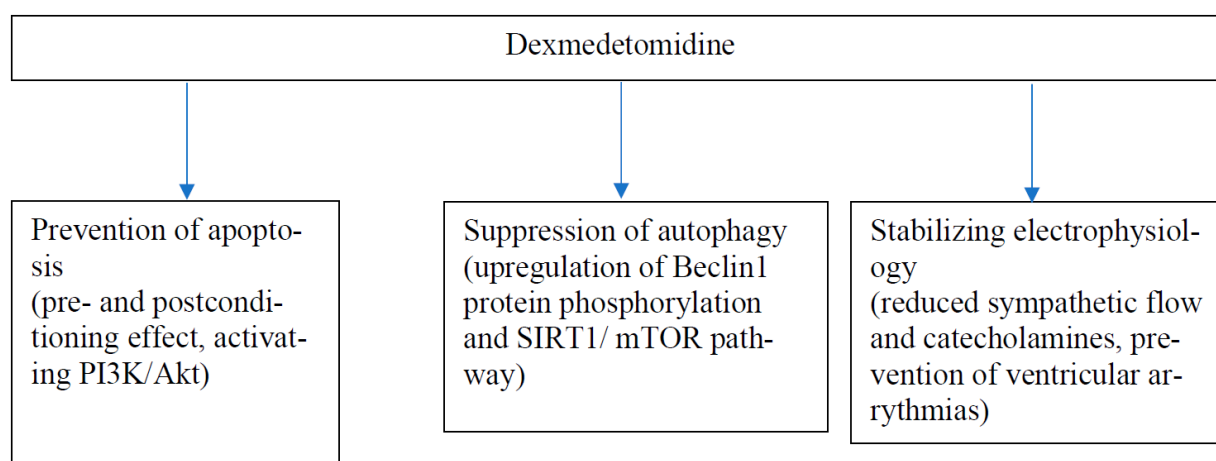 Dexmedetomidine
Prevention of apopto-
sis
(pre- and postcondi-
tioning effect, activat-
ing PI3K/Akt)
Suppression of autophagy
(upregulation of Beclin1
protein phosphorylation
and SIRT1/ mTOR path-
way)
Stabilizing electrophysiol-
ogy
(reduced sympathetic flow
and catecholamines, pre-
vention of ventricular ar-
rythmias)